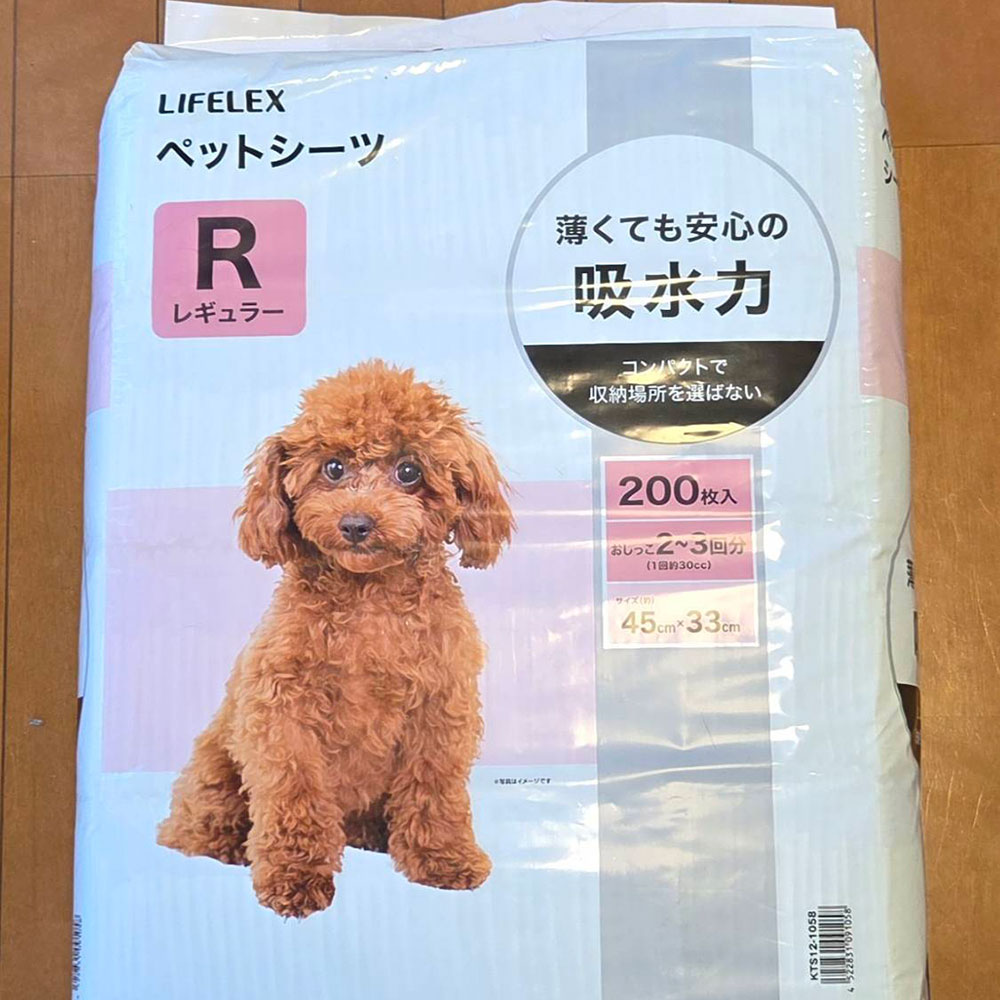 LIFELEX
ペットシーツ
R
レギュラー
薄くても安心の
吸水力
コンパクトで
収納場所を選ばない
200枚入
おしっこ2~3回分
(1回約30cc)
サイズ(約)
45cm×33cm
※写真はイメージです
KTS12-1058
4 522831 091058